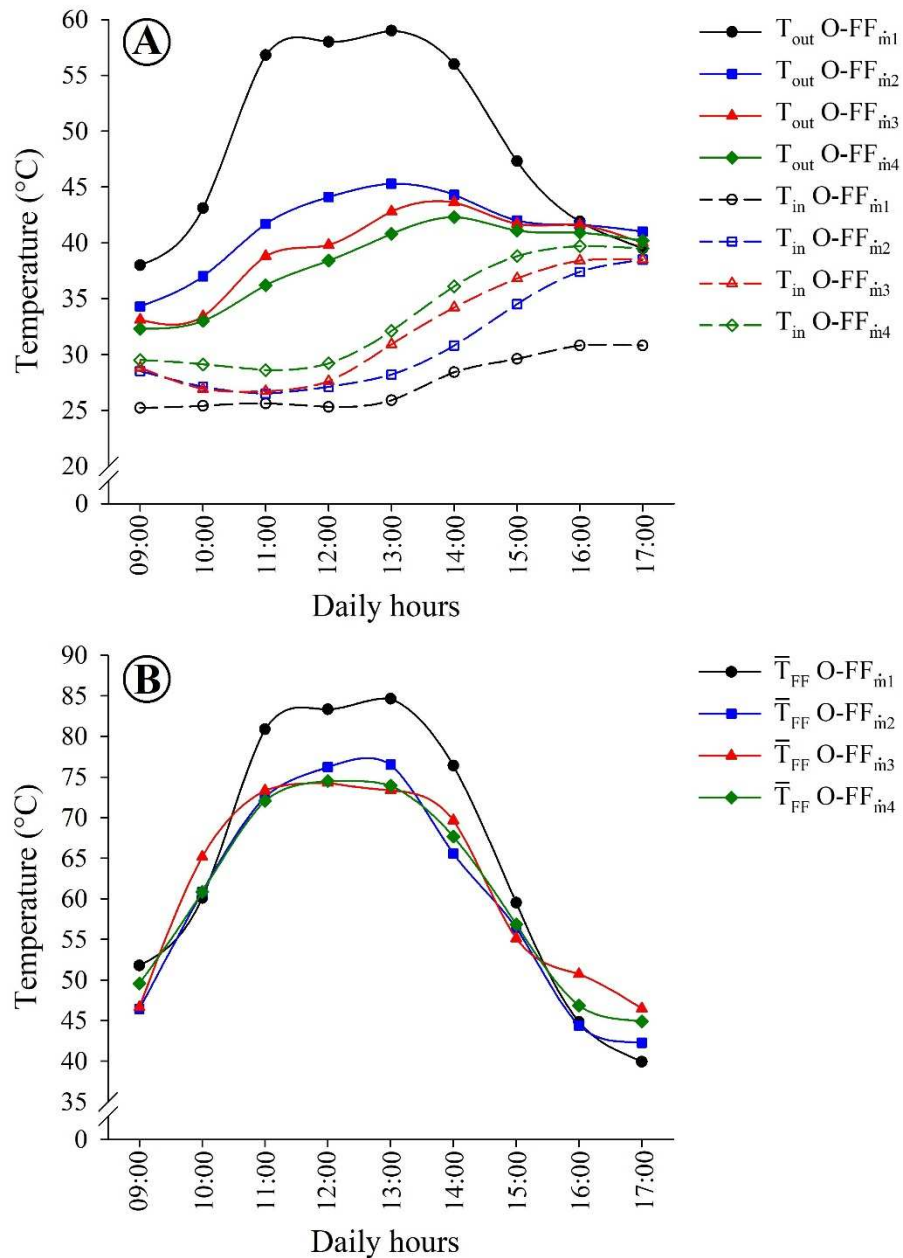 A
Temperature (°C)
60
55
50
45
40
35
30
25
20
0
09:00
10:00
11:00
12:00
13:00
14:00
15:00
16:00
17:00
Daily hours
T_out O-FF_ṁ1
T_out O-FF_ṁ2
T_out O-FF_ṁ3
T_out O-FF_ṁ4
T_in O-FF_ṁ1
T_in O-FF_ṁ2
T_in O-FF_ṁ3
T_in O-FF_ṁ4
B
Temperature (°C)
90
85
80
75
70
65
60
55
50
45
40
35
0
09:00
10:00
11:00
12:00
13:00
14:00
15:00
16:00
17:00
Daily hours
T̅_FF O-FF_ṁ1
T̅_FF O-FF_ṁ2
T̅_FF O-FF_ṁ3
T̅_FF O-FF_ṁ4